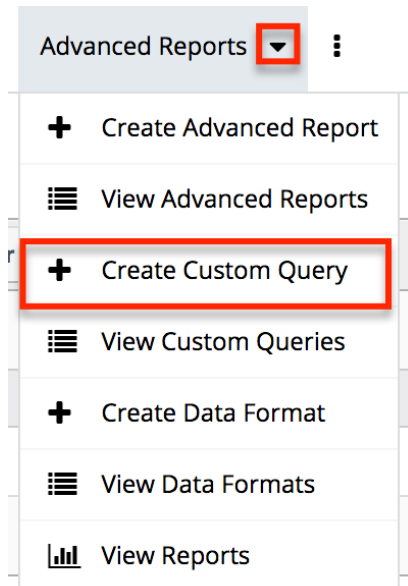 Advanced Reports
Create Advanced Report
View Advanced Reports
r
Create Custom Query
View Custom Queries
Create Data Format
View Data Formats
View Reports